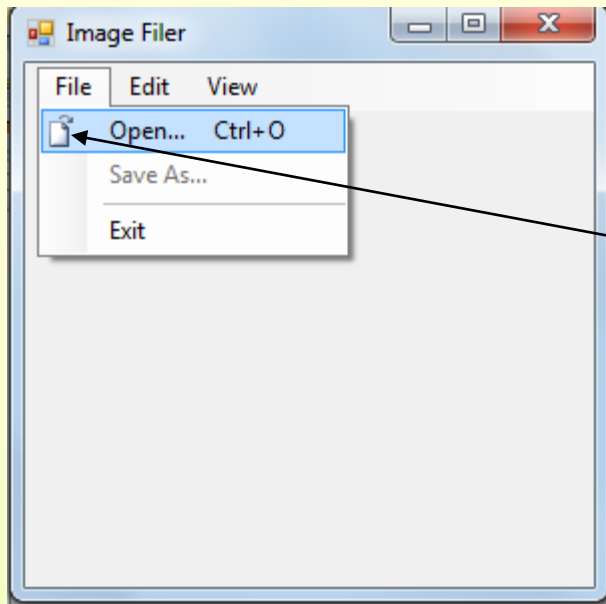 Image Filer
File Edit View
Open... Ctrl+O
Save As...
Exit